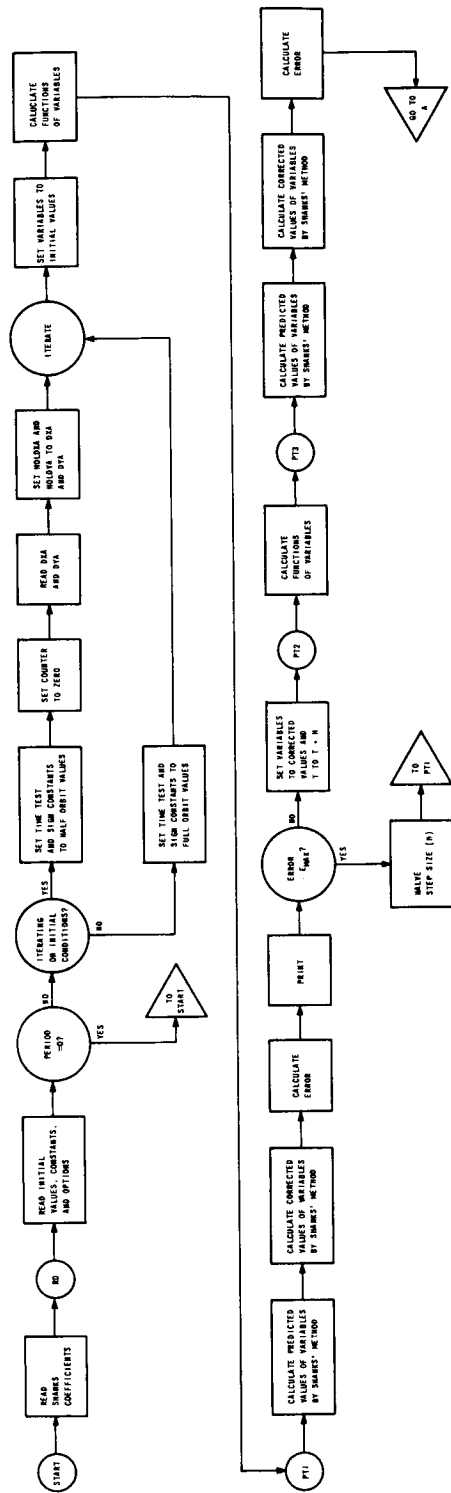 START
READ
SHANKS
COEFFICIENTS
RD
READ INITIAL
VALUES, CONSTANTS,
AND OPTIONS
PERIOD
=0?
NO
YES
TO
START
ITERATING
ON INITIAL
CONDITIONS?
YES
NO
SET TIME TEST
AND SIGN CONSTANTS
TO HALF ORBIT VALUES
SET TIME TEST AND
SIGN CONSTANTS TO
FULL ORBIT VALUES
SET COUNTER
TO ZERO
READ DXA
AND DYA
SET HOLDXA AND
HOLDYA TO DXA
AND DYA
ITERATE
SET VARIABLES TO
INITIAL VALUES
CALUCLATE
FUNCTIONS
OF VARIABLES
PT1
CALCULATE PREDICTED
VALUES OF VARIABLES
BY SHANKS' METHOD
CALCULATE CORRECTED
VALUES OF VARIABLES
BY SHANKS' METHOD
CALCULATE
ERROR
PRINT
ERROR
EMAX?
NO
YES
HALVE
STEP SIZE (H)
TO
PT1
SET VARIABLES
TO CORRECTED
VALUES AND
T TO T + H
PT2
CALCULATE
FUNCTIONS
OF VARIABLES
PT3
CALCULATE PREDICTED
VALUES OF VARIABLES
BY SHANKS' METHOD
CALCULATE CORRECTED
VALUES OF VARIABLES
BY SHANKS' METHOD
CALCULATE
ERROR
GO TO
A